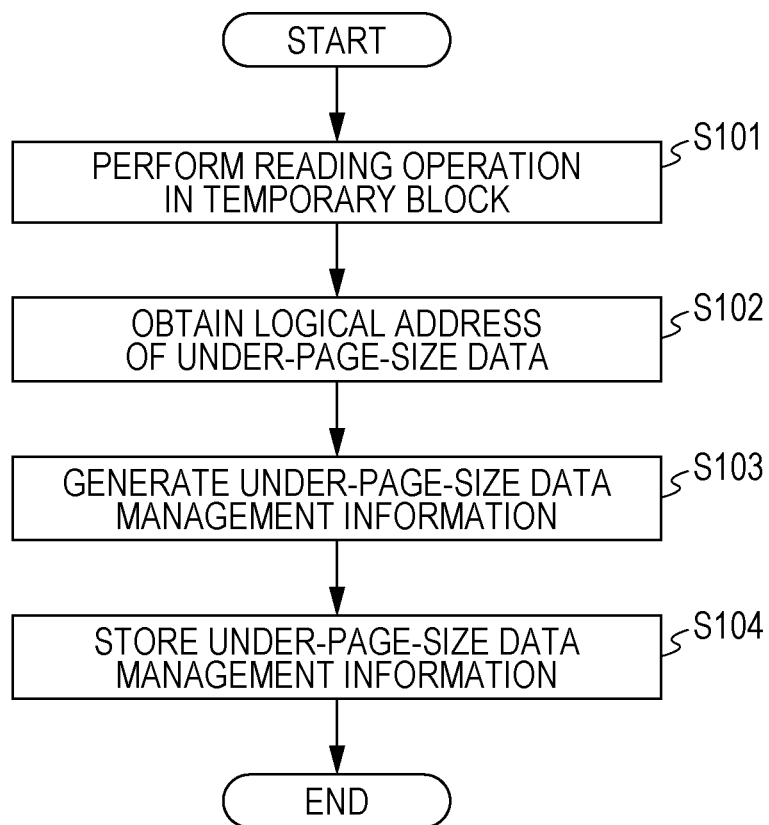 START
S101
PERFORM READING OPERATION
IN TEMPORARY BLOCK
S102
OBTAIN LOGICAL ADDRESS
OF UNDER-PAGE-SIZE DATA
S103
GENERATE UNDER-PAGE-SIZE DATA
MANAGEMENT INFORMATION
S104
STORE UNDER-PAGE-SIZE DATA
MANAGEMENT INFORMATION
END